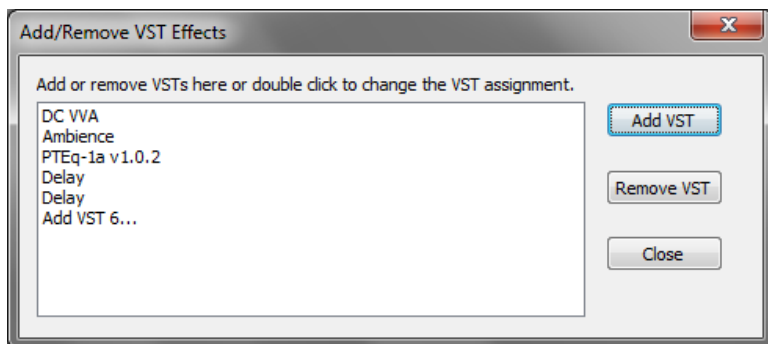 Add/Remove VST Effects
Add or remove VSTs here or double click to change the VST assignment.
DC VVA
Ambience
PTEq-1a v1.0.2
Delay
Delay
Add VST 6...
Add VST
Remove VST
Close